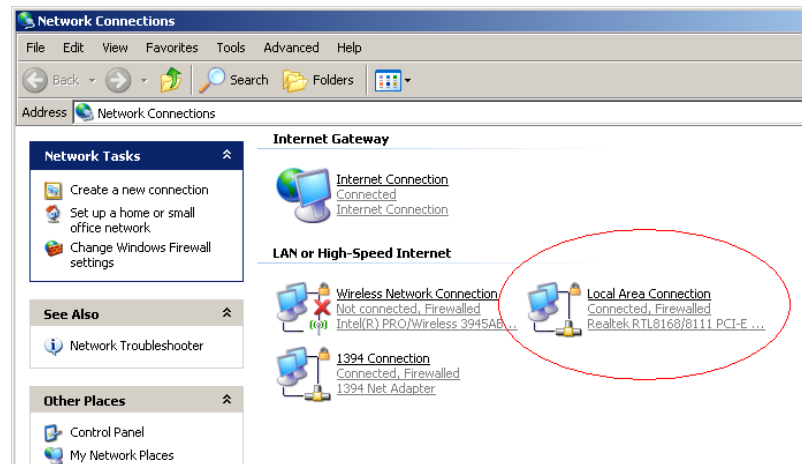 Network Connections
File Edit View Favorites Tools Advanced Help
Back Search Folders
Address Network Connections
Network Tasks
Create a new connection
Set up a home or small
office network
Change Windows Firewall
settings
See Also
Network Troubleshooter
Other Places
Control Panel
My Network Places
Internet Gateway
Internet Connection
Connected
Internet Connection
LAN or High-Speed Internet
Wireless Network Connection
Not connected, Firewalled
Intel(R) PRO/Wireless 3945AB...
Local Area Connection
Connected, Firewalled
Realtek RTL8168/8111 PCI-E ...
1394 Connection
Connected, Firewalled
1394 Net Adapter